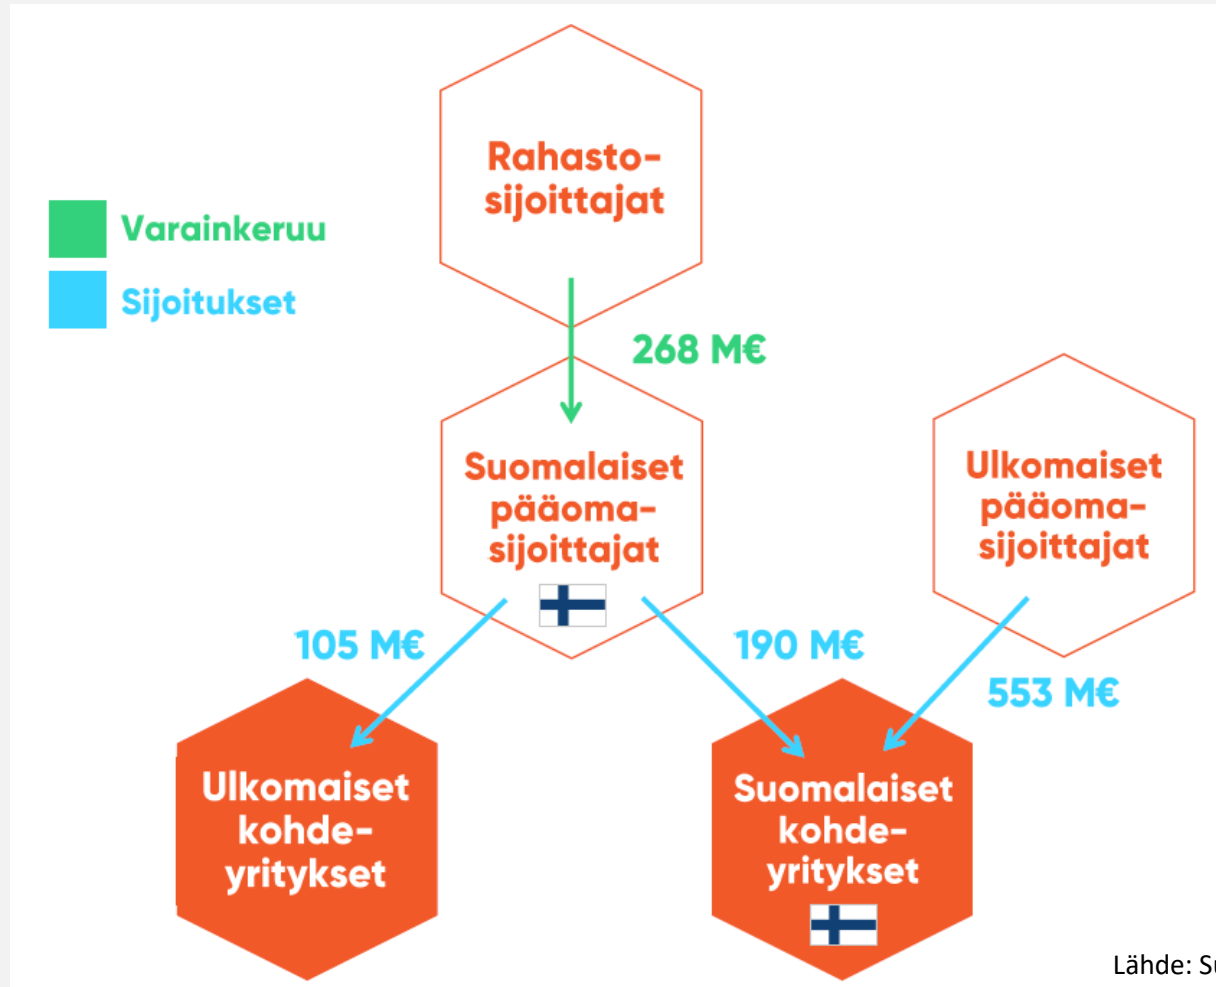 Rahasto-
sijoittajat
Varainkeruu
Sijoitukset
268 M€
Suomalaiset
pääoma-
sijoittajat
Ulkomaiset
pääoma-
sijoittajat
105 M€
190 M€
553 M€
Ulkomaiset
kohde-
yritykset
Suomalaiset
kohde-
yritykset
Lähde: